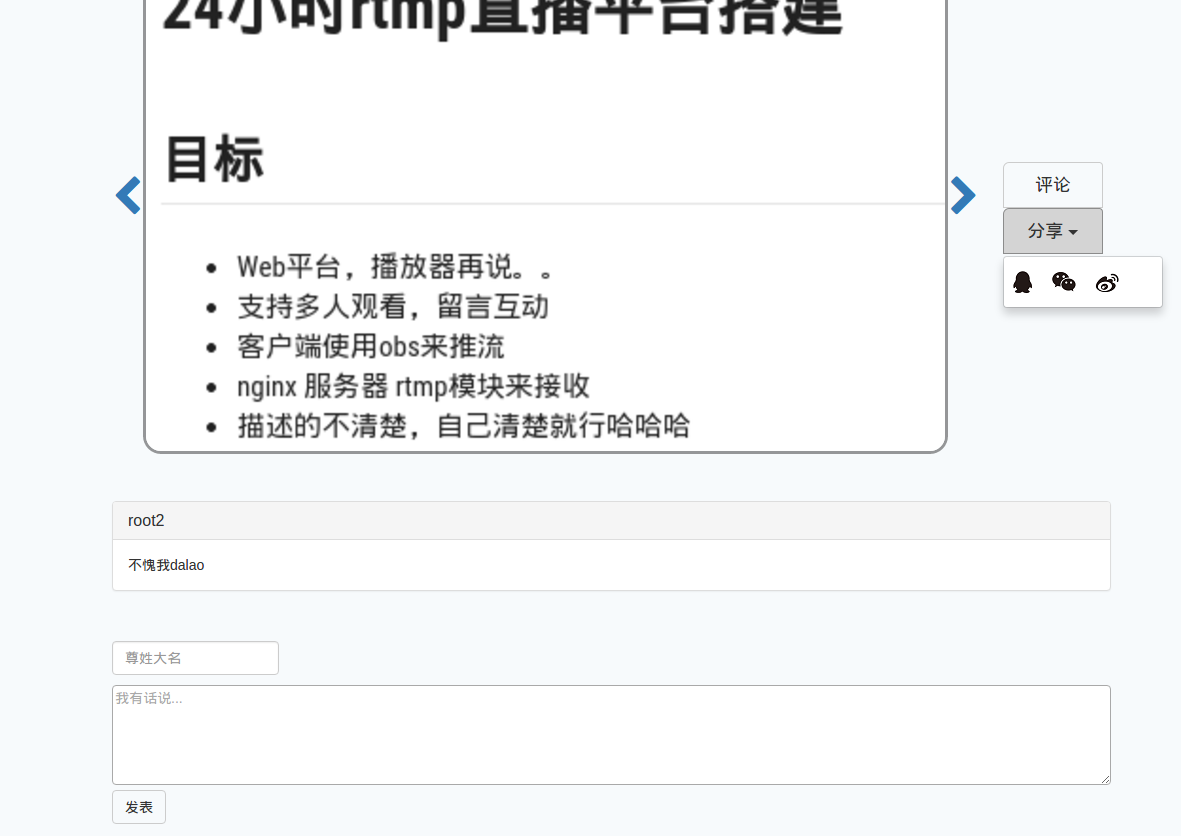 24小时rtmp直播平台搭建
目标
Web平台，播放器再说。。
支持多人观看，留言互动
客户端使用obs来推流
nginx 服务器 rtmp模块来接收
描述的不清楚，自己清楚就行哈哈哈
评论
分享
root2
不愧我dalao
尊姓大名
我有话说...
发表